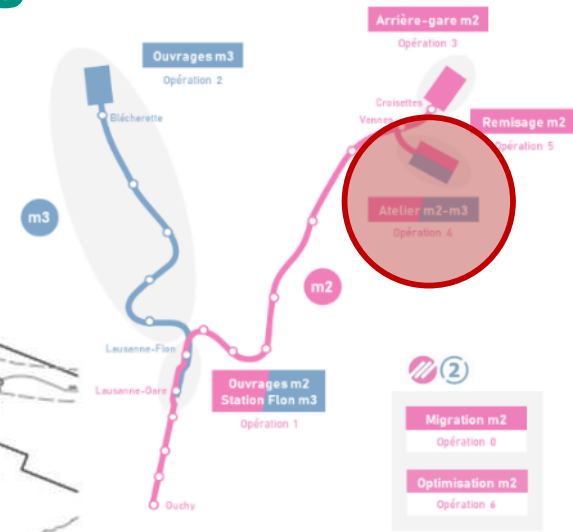 Arrière-gare m2
Opération 3
Ouvrages m3
Opération 2
Croisettes
Blécherette
Vennes
Remisage m2
Opération 5
Atelier m2-m3
Opération 4
m3
m2
Lausanne-Flon
Lausanne-Gare
Ouvrages m2
Station Flon m3
Opération 1
2
Migration m2
Opération 0
Optimisation m2
Opération 6
Ouchy